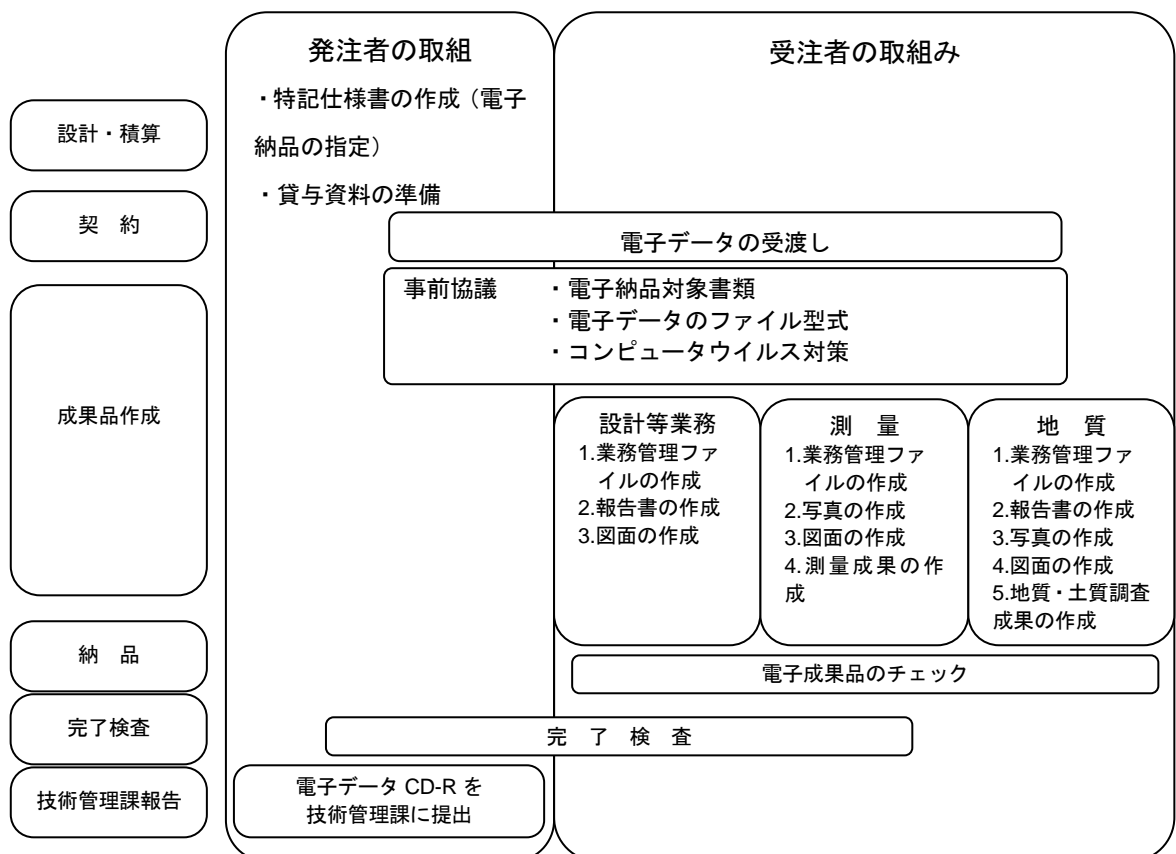 発注者の取組
・特記仕様書の作成（電子
納品の指定）
・貸与資料の準備
受注者の取組み
設計・積算
契　約
成果品作成
納　品
完了検査
技術管理課報告
電子データの受渡し
事前協議　・電子納品対象書類
・電子データのファイル型式
・コンピュータウイルス対策
設計等業務
1.業務管理ファ
イルの作成
2.報告書の作成
3.図面の作成
測　量
1.業務管理ファ
イルの作成
2.写真の作成
3.図面の作成
4.測量成果の作
成
地　質
1.業務管理ファ
イルの作成
2.報告書の作成
3.写真の作成
4.図面の作成
5.地質・土質調査
成果の作成
電子成果品のチェック
完　了　検　査
電子データ CD-R を
技術管理課に提出